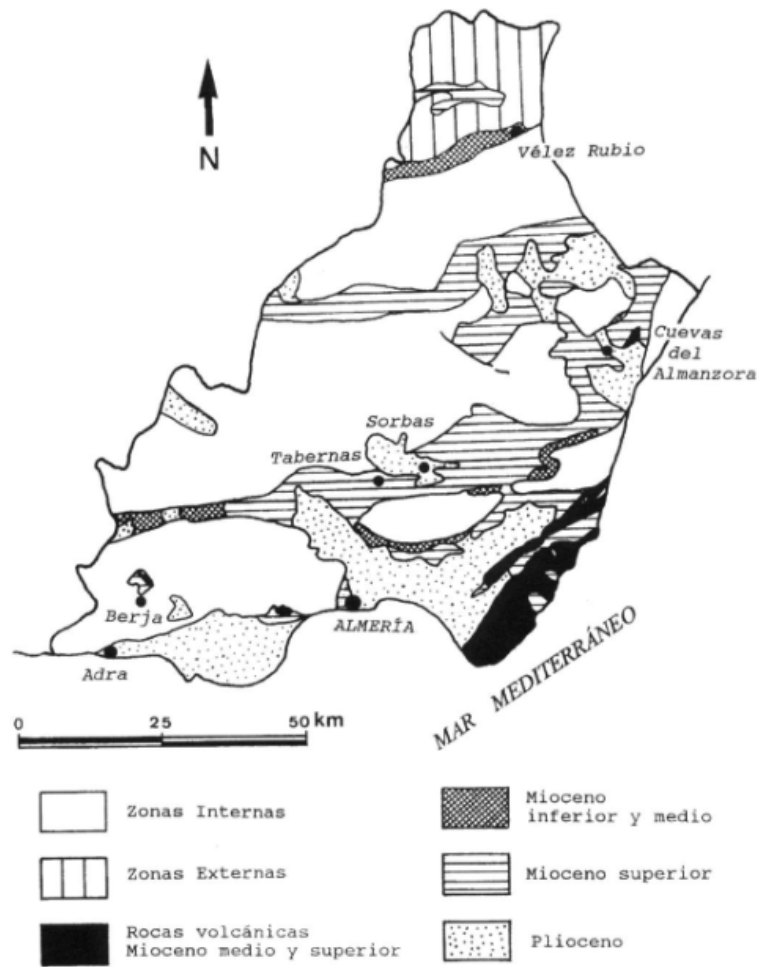 N
Vélez Rubio
Cuevas
del
Almanzora
Sorbas
Tabernas
Berja
ALMERÍA
Adra
MAR MEDITERRÁNEO
0 25 50 km
Zonas Internas
Zonas Externas
Rocas volcánicas
Mioceno medio y superior
Mioceno
inferior y medio
Mioceno superior
Plioceno